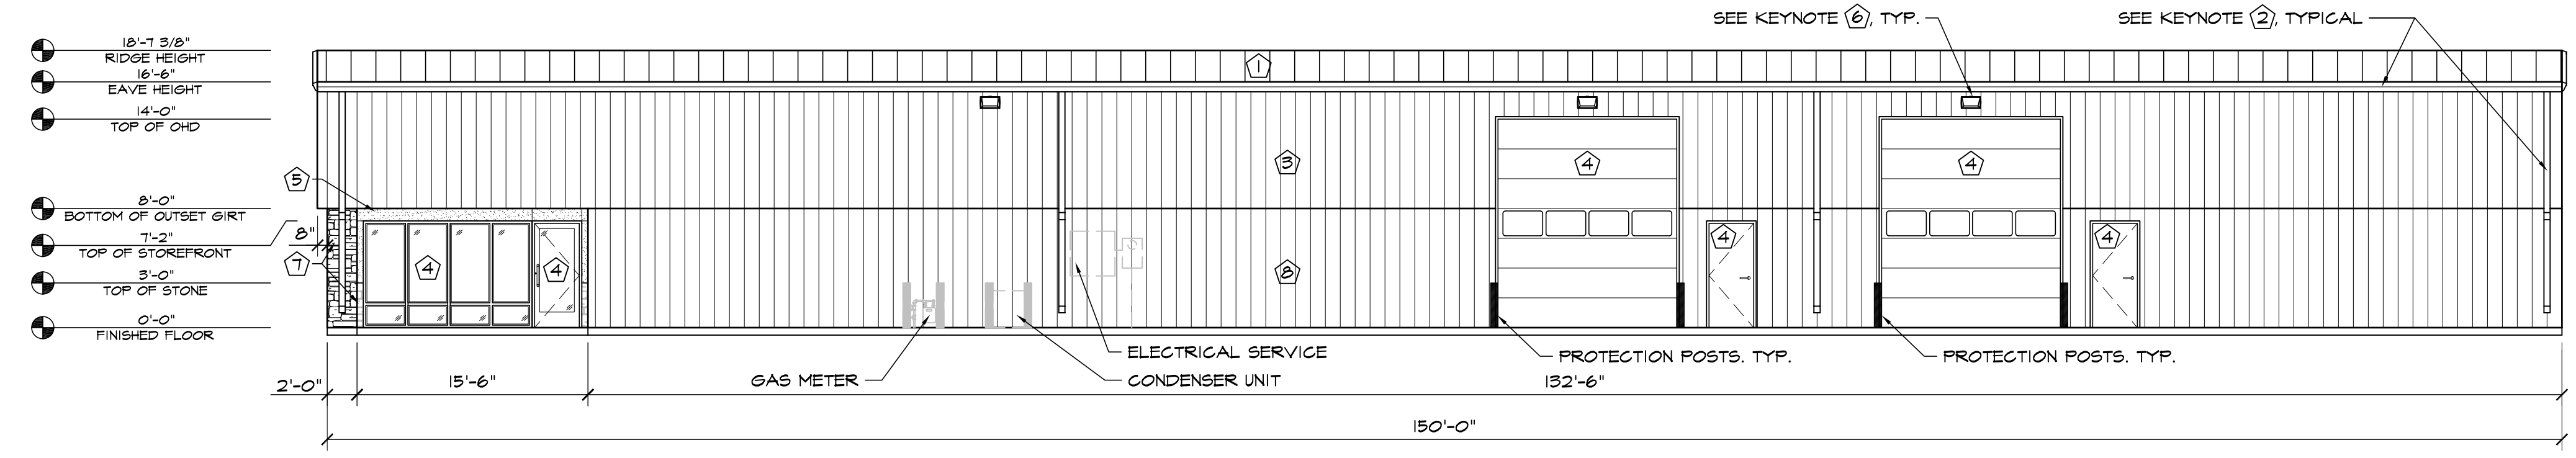 SEE KEYNOTE 6, TYP.
SEE KEYNOTE 2, TYPICAL
18'-7 3/8"
RIDGE HEIGHT
16'-6"
EAVE HEIGHT
14'-0"
TOP OF OHD
8'-0"
BOTTOM OF OUTSET GIRT
7'-2"
TOP OF STOREFRONT
3'-0"
TOP OF STONE
0'-0"
FINISHED FLOOR
1
5
3
4
4
8"
7
4
4
8
4
4
ELECTRICAL SERVICE
GAS METER
CONDENSER UNIT
PROTECTION POSTS. TYP.
PROTECTION POSTS. TYP.
2'-0"
15'-6"
132'-6"
150'-0"